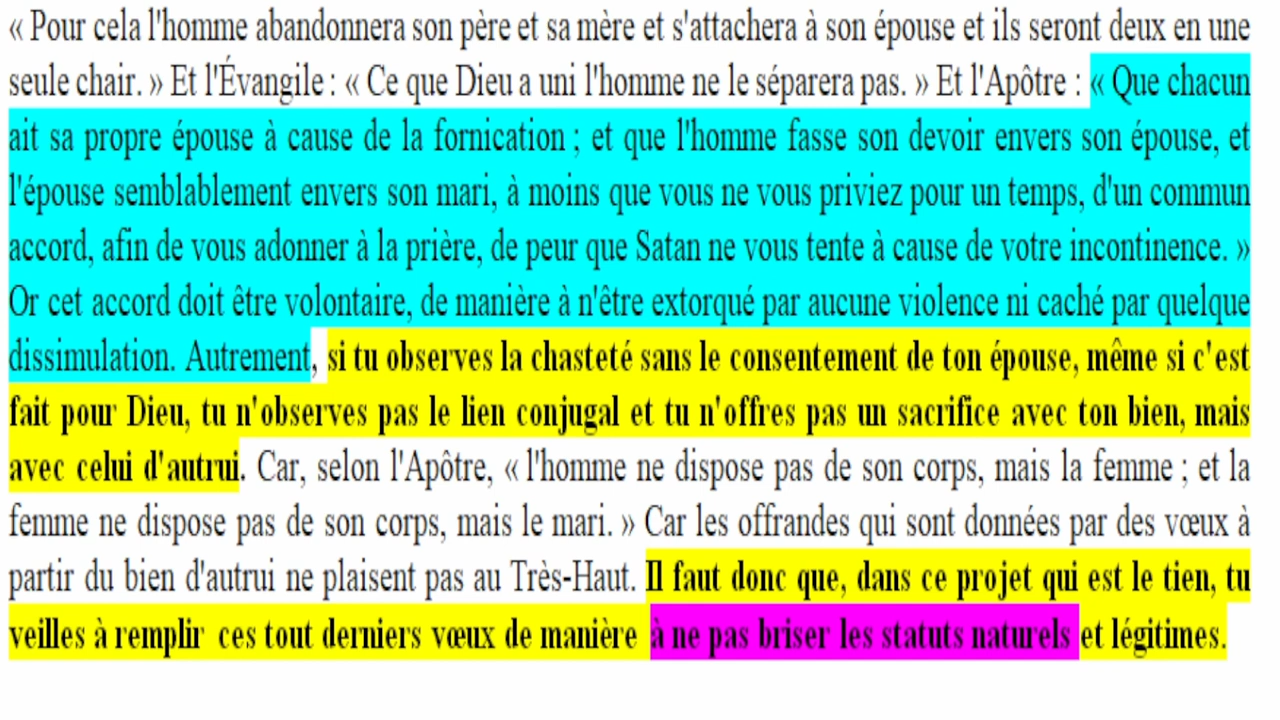 « Pour cela l'homme abandonnera son père et sa mère et s'attachera à son épouse et ils seront deux en une
seule chair. » Et l'Évangile : « Ce que Dieu a uni l'homme ne le séparera pas. » Et l'Apôtre : « Que chacun
ait sa propre épouse à cause de la fornication ; et que l'homme fasse son devoir envers son épouse, et
l'épouse semblablement envers son mari, à moins que vous ne vous priviez pour un temps, d'un commun
accord, afin de vous adonner à la prière, de peur que Satan ne vous tente à cause de votre incontinence. »
Or cet accord doit être volontaire, de manière à n'être extorqué par aucune violence ni caché par quelque
dissimulation. Autrement, si tu observes la chasteté sans le consentement de ton épouse, même si c'est
fait pour Dieu, tu n'observes pas le lien conjugal et tu n'offres pas un sacrifice avec ton bien, mais
avec celui d'autrui. Car, selon l'Apôtre, « l'homme ne dispose pas de son corps, mais la femme ; et la
femme ne dispose pas de son corps, mais le mari. » Car les offrandes qui sont données par des vœux à
partir du bien d'autrui ne plaisent pas au Très-Haut. Il faut donc que, dans ce projet qui est le tien, tu
veilles à remplir ces tout derniers vœux de manière à ne pas briser les statuts naturels et légitimes.